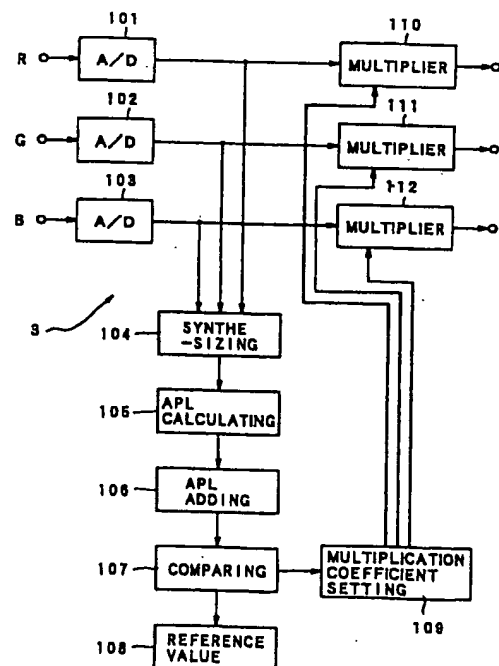 101
110
R
A/D
MULTIPLIER
102
111
G
A/D
MULTIPLIER
103
112
B
A/D
MULTIPLIER
3
104
SYNTHE
-SIZING
105
APL
CALCULATING
106
APL
ADDING
107
COMPARING
MULTIPLICATION
COEFFICIENT
SETTING
109
108
REFERENCE
VALUE